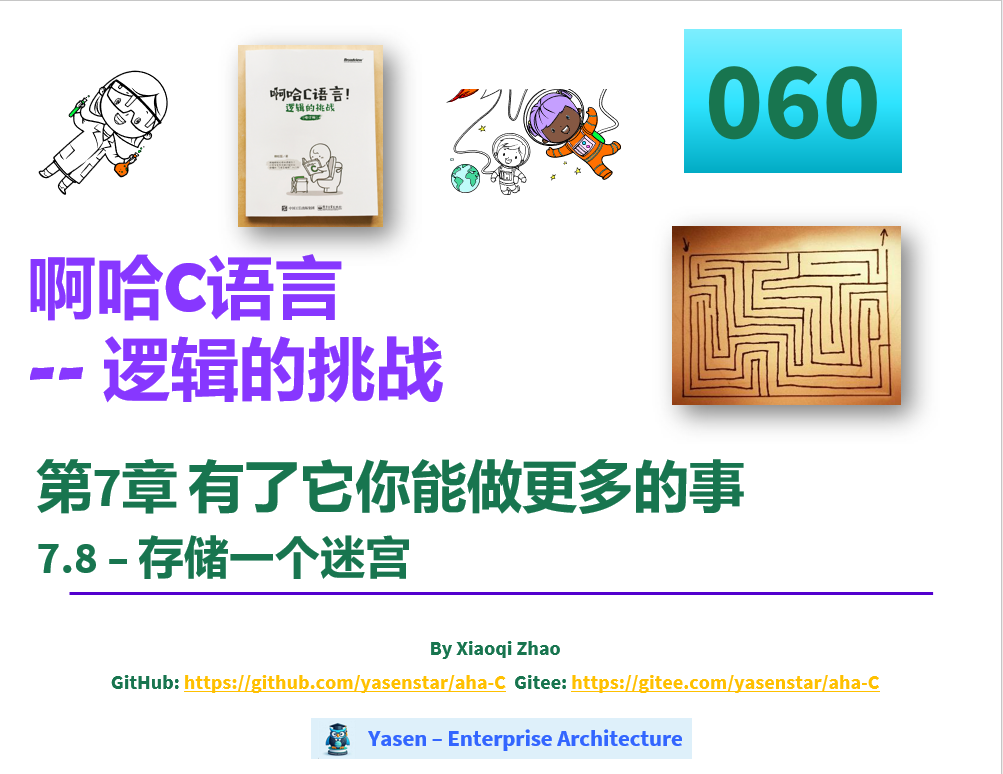 啊哈C语言!
逻辑的挑战
060
啊哈C语言
-- 逻辑的挑战
第7章 有了它你能做更多的事
7.8 – 存储一个迷宫
By Xiaoqi Zhao
GitHub: https://github.com/yasenstar/aha-C Gitee: https://gitee.com/yasenstar/aha-C
Yasen – Enterprise Architecture